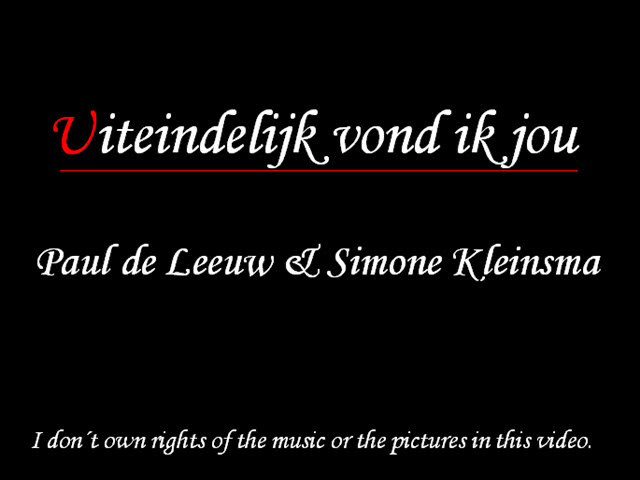 Uiteindelijk vond ik jou
Paul de Leeuw & Simone Kleinsma
I don´t own rights of the music or the pictures in this video.